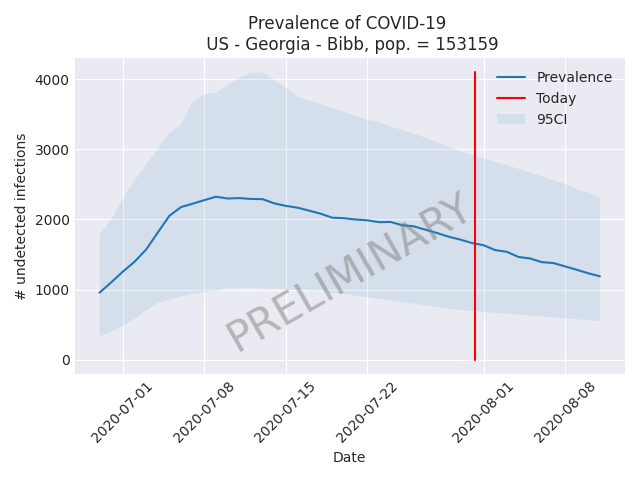 Prevalence of COVID-19
US - Georgia - Bibb, pop. = 153159
Prevalence
Today
95CI
4000
3000
2000
1000
0
# undetected infections
PRELIMINARY
2020-07-01
2020-07-08
2020-07-15
2020-07-22
2020-08-01
2020-08-08
Date